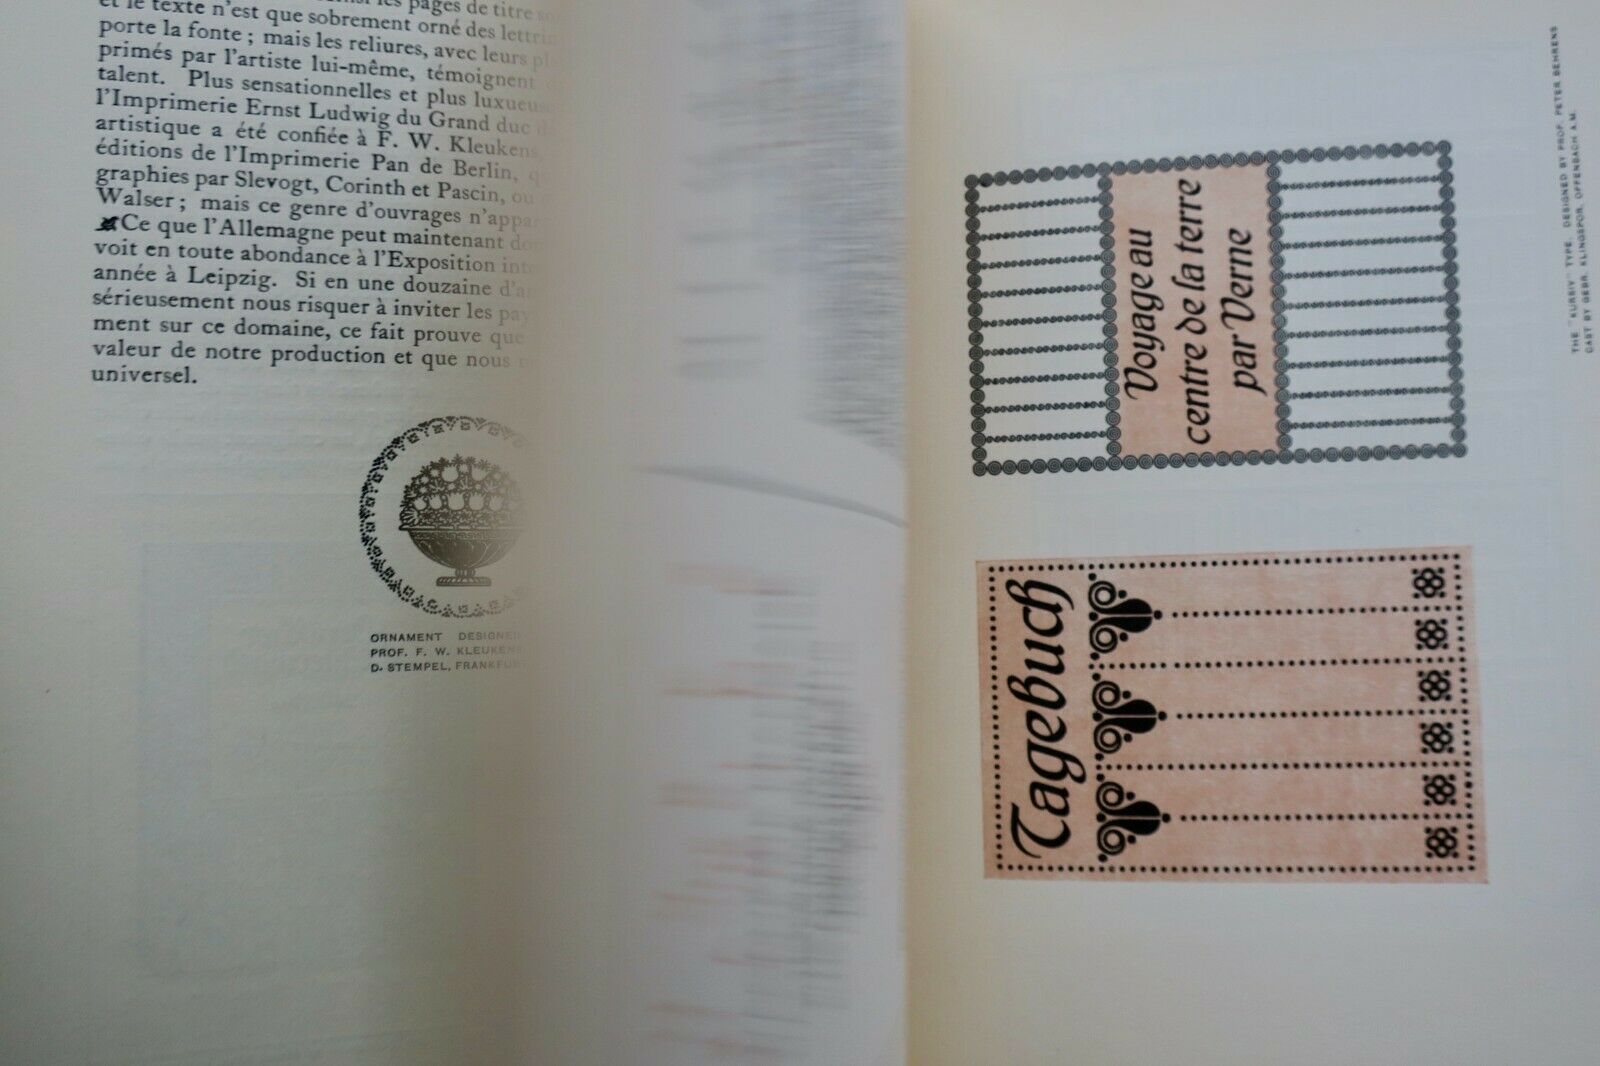 les pages de titre
et le texte n'est que sobrement orné des
porte la fonte ; mais les reliures, avec leurs
primés par l'artiste lui-même, témoignent
talent. Plus sensationnelles et plus
l'Imprimerie Ernst Ludwig du Grand duc
artistique a été confiée à F. W. Kleukens,
éditions de l'Imprimerie Pan de Berlin,
graphies par Slevogt, Corinth et Pascin, ou
Walser ; mais ce genre d'ouvrages
Ce que l'Allemagne peut maintenant
voit en toute abondance à l'Exposition
année à Leipzig. Si en une douzaine
sérieusement nous risquer à inviter les
ment sur ce domaine, ce fait prouve que
valeur de notre production et que nous
universel.
ORNAMENT DESIGNED
PROF. F. W. KLEUKENS
D. STEMPEL, FRANKFURT
Voyage au
centre de la terre
par Verne
Tagebuch
THE "KURSIV" TYPE, DESIGNED BY PROF. PETER BEHRENS
CAST BY GEBR. KLINGSPOR, OFFENBACH A.M.